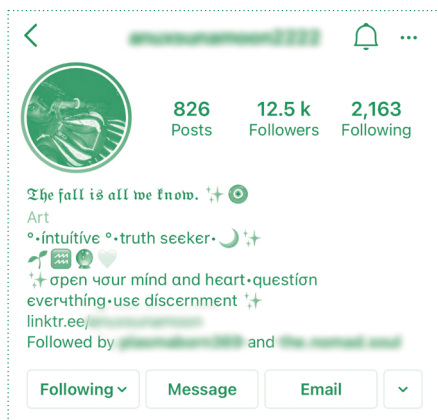 826 12.5 k 2,163
Posts Followers Following
𝕿𝖍𝖊 𝖋𝖆𝖑𝖑 𝖎𝖘 𝖆𝖑𝖑 𝖜𝖊 𝖐𝖓𝖔𝖜. ✨🧿
Art
°•íntuítívє °•truth sєєkєr•🌙✨
🌱♒🔮🤍
✨σpєn чσur mínd αnd hєαrt•quєstíσn
єvєrчthíng•usє díscєrnmєnt ✨
linktr.ee/
Followed by and
Following Message Email